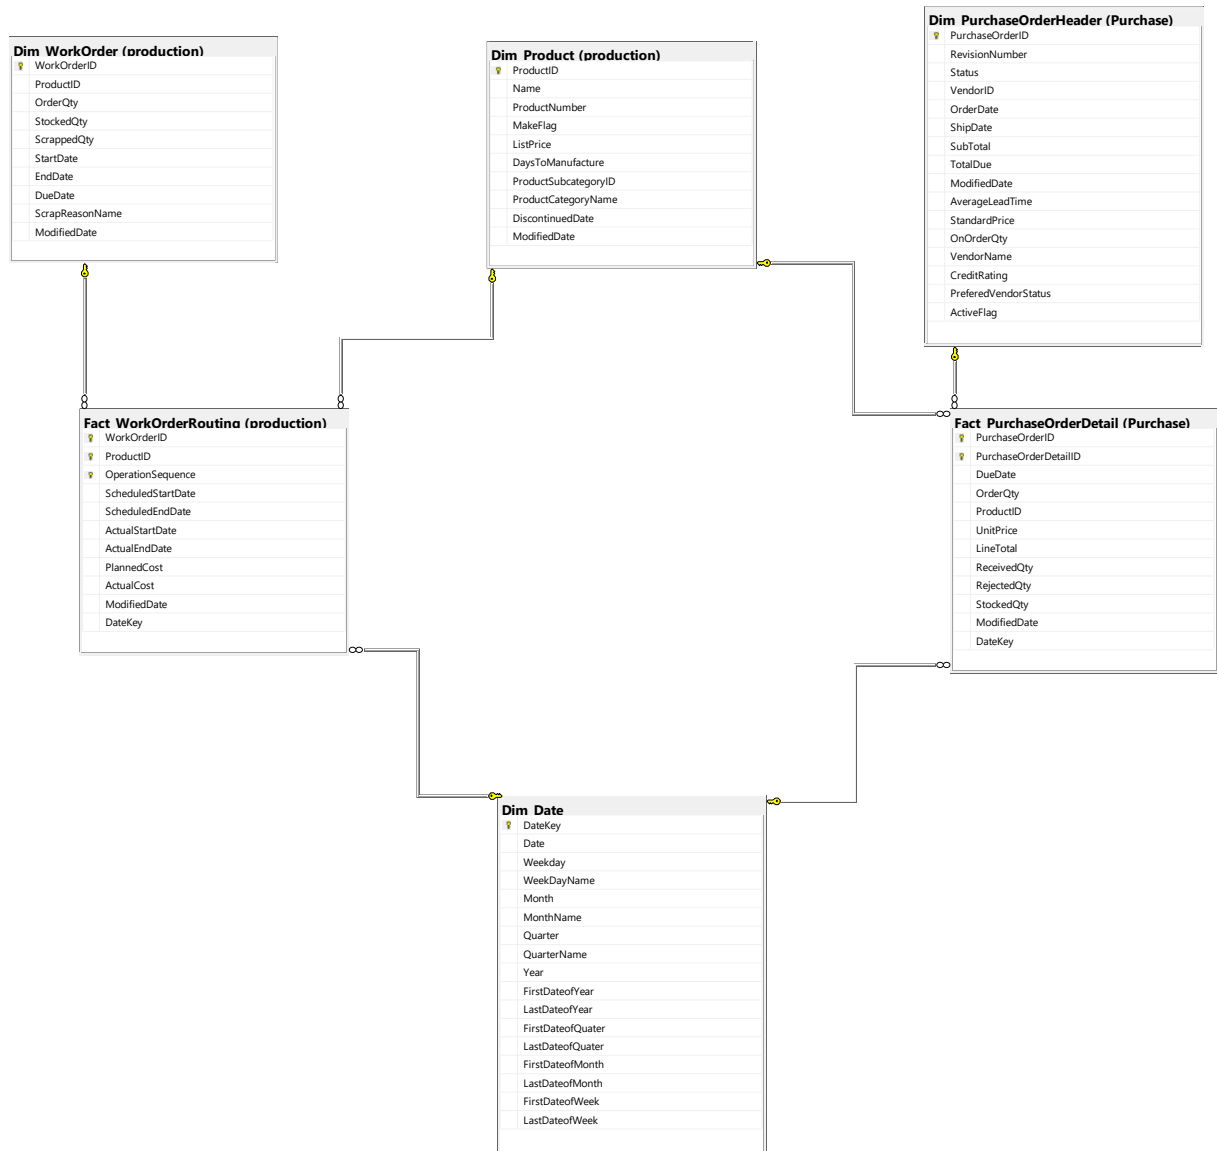 Dim_WorkOrder (production)
WorkOrderID
ProductID
OrderQty
StockedQty
ScrappedQty
StartDate
EndDate
DueDate
ScrapReasonName
ModifiedDate
Dim_Product (production)
ProductID
Name
ProductNumber
MakeFlag
ListPrice
DaysToManufacture
ProductSubcategoryID
ProductCategoryName
DiscontinuedDate
ModifiedDate
Dim_PurchaseOrderHeader (Purchase)
PurchaseOrderID
RevisionNumber
Status
VendorID
OrderDate
ShipDate
SubTotal
TotalDue
ModifiedDate
AverageLeadTime
StandardPrice
OnOrderQty
VendorName
CreditRating
PreferedVendorStatus
ActiveFlag
Fact_WorkOrderRouting (production)
WorkOrderID
ProductID
OperationSequence
ScheduledStartDate
ScheduledEndDate
ActualStartDate
ActualEndDate
PlannedCost
ActualCost
ModifiedDate
DateKey
Fact_PurchaseOrderDetail (Purchase)
PurchaseOrderID
PurchaseOrderDetailID
DueDate
OrderQty
ProductID
UnitPrice
LineTotal
ReceivedQty
RejectedQty
StockedQty
ModifiedDate
DateKey
Dim_Date
DateKey
Date
Weekday
WeekDayName
Month
MonthName
Quarter
QuarterName
Year
FirstDateofYear
LastDateofYear
FirstDateofQuater
LastDateofQuater
FirstDateofMonth
LastDateofMonth
FirstDateofWeek
LastDateofWeek